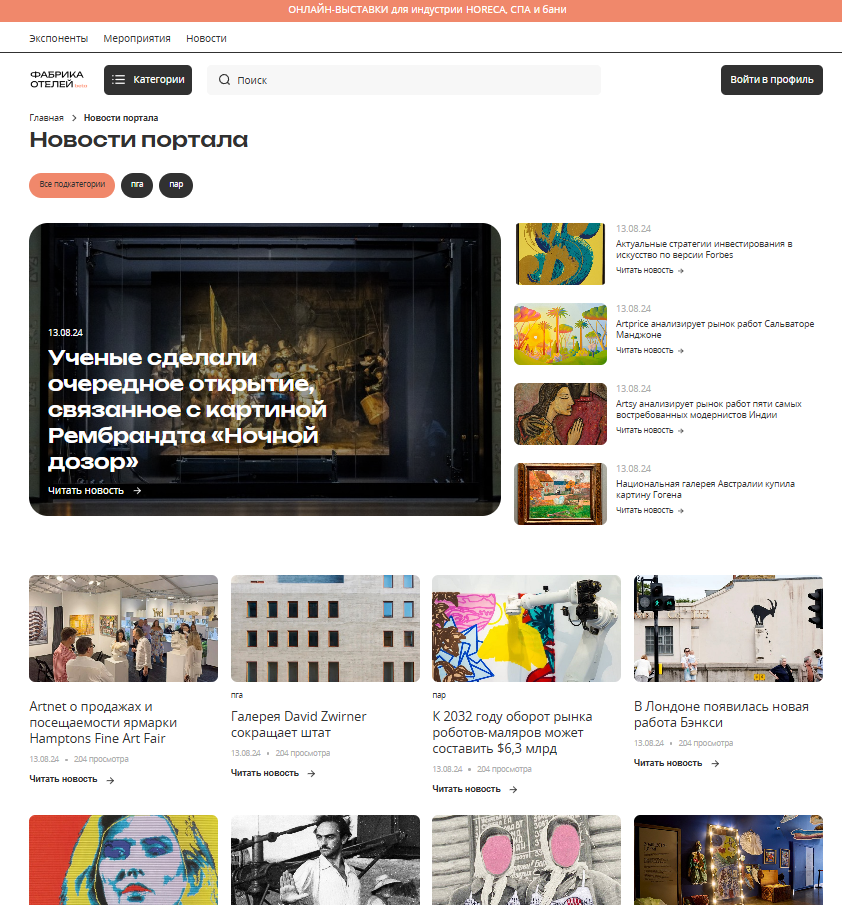 ОНЛАЙН-ВЫСТАВКИ для индустрии HORECA, СПА и бани
Экспоненты Мероприятия Новости
ФАБРИКА
ОТЕЛЕЙ
Категории
Поиск
Войти в профиль
Главная > Новости портала
Новости портала
Все подкатегории
пга
пар
13.08.24
Ученые сделали
очередное открытие,
связанное с картиной
Рембрандта «Ночной
дозор»
Читать новость →
13.08.24
Актуальные стратегии инвестирования в
искусство по версии Forbes
Читать новость →
13.08.24
Artprice анализирует рынок работ Сальваторе
Манджоне
Читать новость →
13.08.24
Artsy анализирует рынок работ пяти самых
востребованных модернистов Индии
Читать новость →
13.08.24
Национальная галерея Австралии купила
картину Гогена
Читать новость →
Artnet о продажах и
посещаемости ярмарки
Hamptons Fine Art Fair
13.08.24 • 204 просмотра
Читать новость →
пга
Галерея David Zwirner
сокращает штат
13.08.24 • 204 просмотра
Читать новость →
пар
К 2032 году оборот рынка
роботов-маляров может
составить $6,3 млрд
13.08.24 • 204 просмотра
Читать новость →
В Лондоне появилась новая
работа Бэнкси
13.08.24 • 204 просмотра
Читать новость →